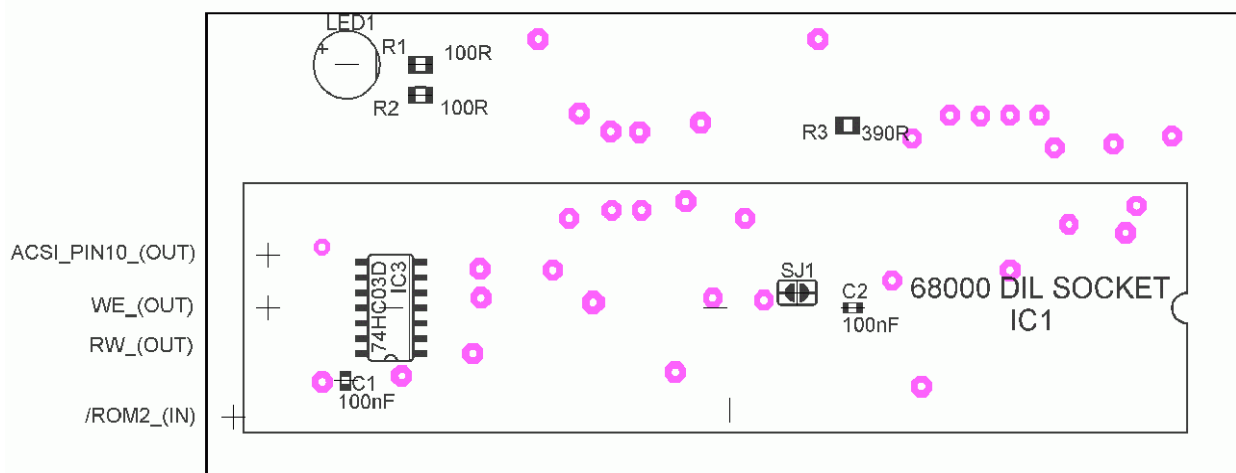 LED1
R1
100R
R2
100R
R3
390R
ACSI_PIN10_(OUT)
WE_(OUT)
RW_(OUT)
/ROM2_(IN)
74HC03D
IC3
C1
100nF
SJ1
C2
100nF
68000 DIL SOCKET
IC1